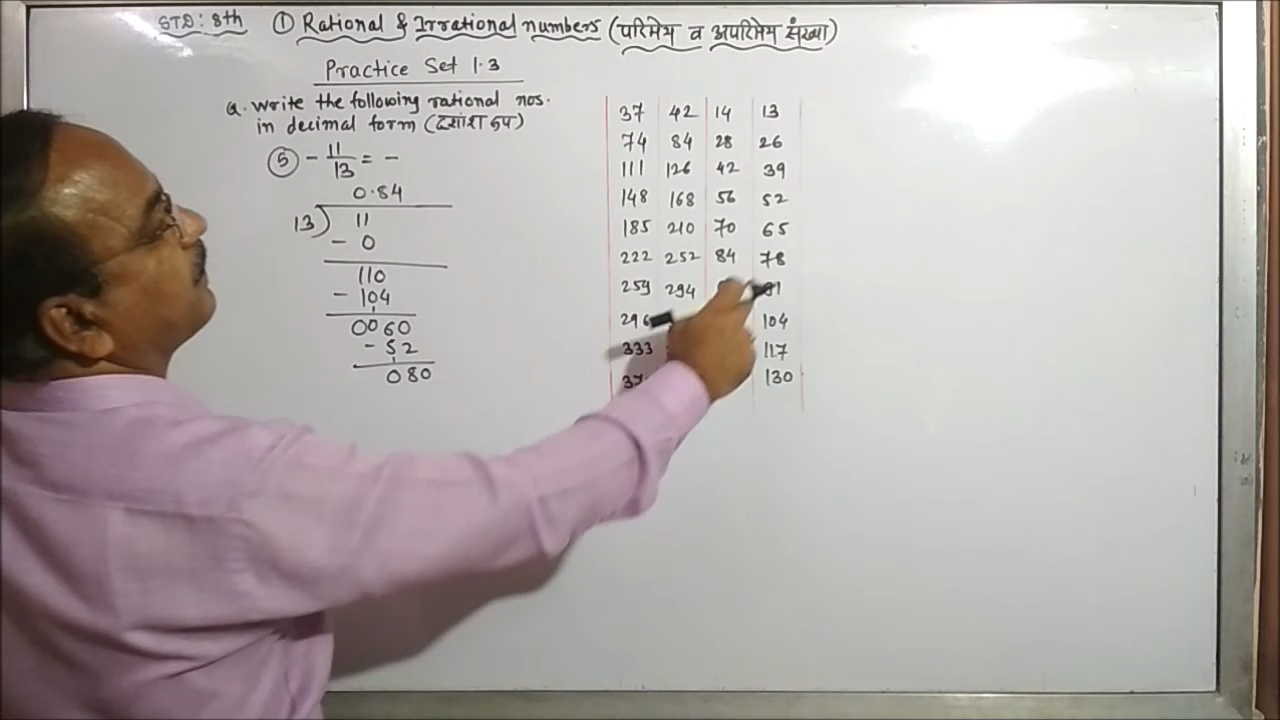 STD: 8th ① Rational & Irrational numbers (परिमेय व अपरिमेय संख्या)
Practice Set 1.3
Q. Write the following rational nos.
in decimal form (दशांश रूप)
⑤ - 11/13 = -
0.84
13) 11
- 0
110
- 104
0060
- 52
080
37 42 14 13
74 84 28 26
111 126 42 39
148 168 56 52
185 210 70 65
222 252 84 78
259 294 91
296 104
333 117
130